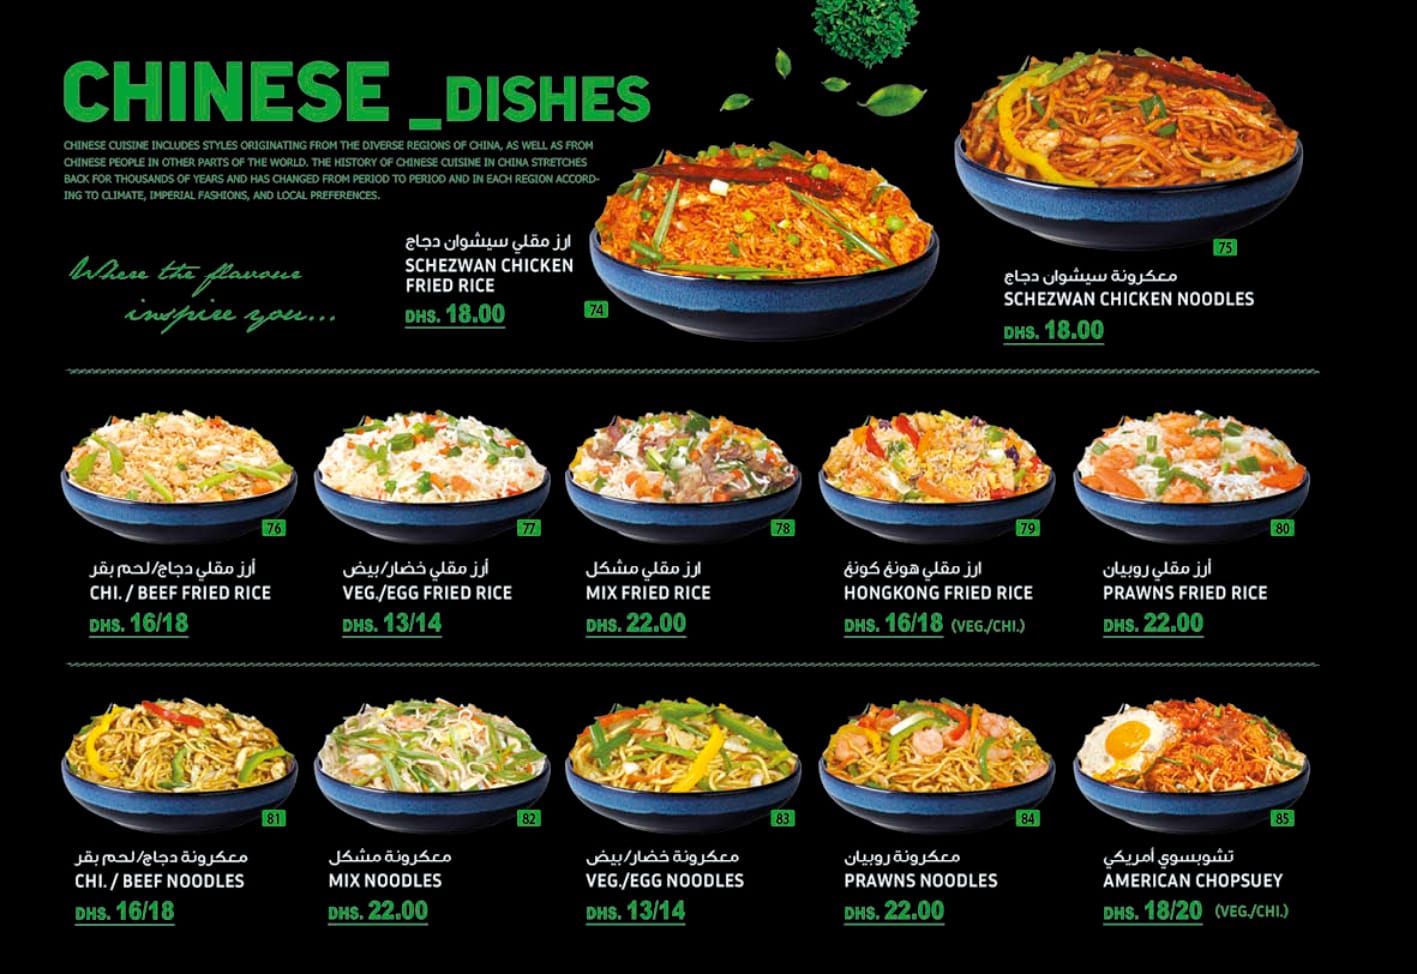 CHINESE _DISHES
CHINESE CUISINE INCLUDES STYLES ORIGINATING FROM THE DIVERSE REGIONS OF CHINA, AS WELL AS FROM
CHINESE PEOPLE IN OTHER PARTS OF THE WORLD. THE HISTORY OF CHINESE CUISINE IN CHINA STRETCHES
BACK FOR THOUSANDS OF YEARS AND HAS CHANGED FROM PERIOD TO PERIOD AND IN EACH REGION ACCORD-
ING TO CLIMATE, IMPERIAL FASHIONS, AND LOCAL PREFERENCES.
Where the flavour
inspire you...
ارز مقلي سيشوان دجاج
SCHEZWAN CHICKEN
FRIED RICE
DHS. 18.00
74
75
معكرونة سيشوان دجاج
SCHEZWAN CHICKEN NOODLES
DHS. 18.00
76
أرز مقلي دجاج/لحم بقر
CHI. / BEEF FRIED RICE
DHS. 16/18
77
أرز مقلي خضار/بيض
VEG./EGG FRIED RICE
DHS. 13/14
78
ارز مقلي مشكل
MIX FRIED RICE
DHS. 22.00
79
ارز مقلي هونغ كونغ
HONGKONG FRIED RICE
DHS. 16/18 (VEG./CHI.)
80
أرز مقلي روبيان
PRAWNS FRIED RICE
DHS. 22.00
81
معكرونة دجاج/لحم بقر
CHI. / BEEF NOODLES
DHS. 16/18
82
معكرونة مشكل
MIX NOODLES
DHS. 22.00
83
معكرونة خضار/بيض
VEG./EGG NOODLES
DHS. 13/14
84
معكرونة روبيان
PRAWNS NOODLES
DHS. 22.00
85
تشوبسوي أمريكي
AMERICAN CHOPSUEY
DHS. 18/20 (VEG./CHI.)